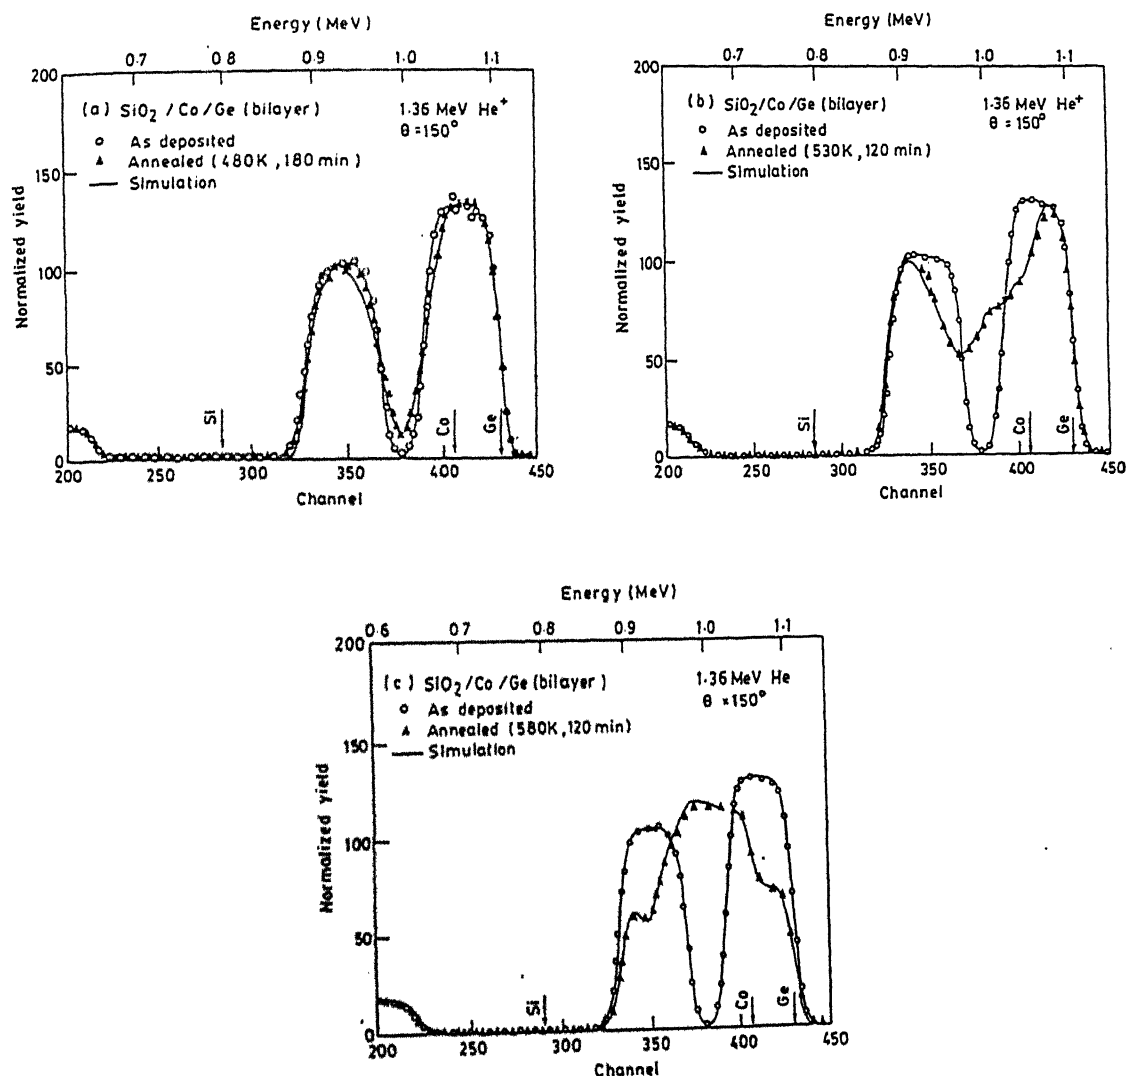 Energy (MeV)
0.7 0.8 0.9 1.0 1.1
200
150
100
50
0
Normalized yield
(a) SiO₂ / Co/Ge (bilayer)
1.36 MeV He⁺
θ = 150°
As deposited
Annealed (480K, 180 min)
Simulation
Si
Co
Ge
200 250 300 350 400 450
Channel
Energy (MeV)
0.7 0.8 0.9 1.0 1.1
200
150
100
50
0
Normalized yield
(b) SiO₂/Co/Ge (bilayer)
1.36 MeV He⁺
θ = 150°
As deposited
Annealed (530K, 120 min)
Simulation
Si
Co
Ge
200 250 300 350 400 450
Channel
Energy (MeV)
0.6 0.7 0.8 0.9 1.0 1.1
200
150
100
50
0
Normalized yield
(c) SiO₂/Co/Ge (bilayer)
1.36 MeV He
θ = 150°
As deposited
Annealed (580K, 120 min)
Simulation
Si
Co
Ge
200 250 300 350 400 450
Channel